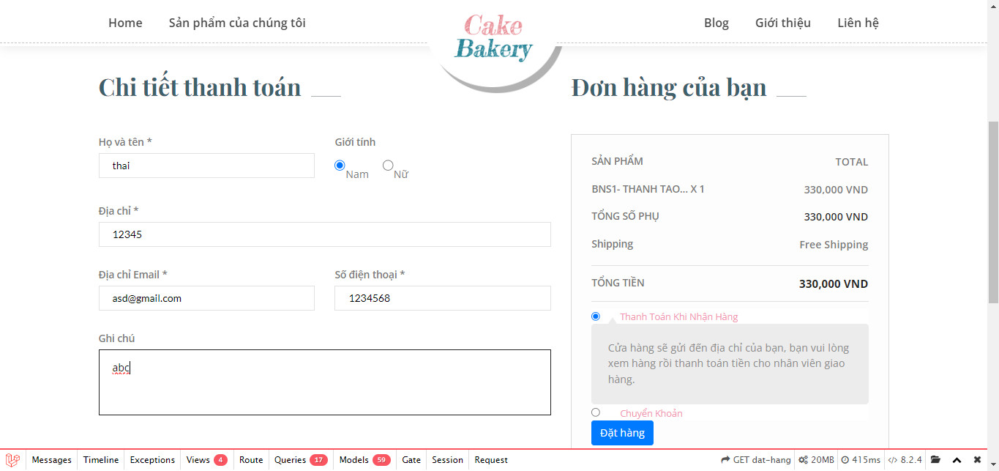 Home Sản phẩm của chúng tôi Cake Bakery Blog Giới thiệu Liên hệ
Chi tiết thanh toán
Họ và tên * Giới tính
thai Nam Nữ
Địa chỉ *
12345
Địa chỉ Email * Số điện thoại *
asd@gmail.com 1234568
Ghi chú
abc
Đơn hàng của bạn
SẢN PHẨM TOTAL
BNS1- THANH TAO... X 1 330,000 VND
TỔNG SỐ PHỤ 330,000 VND
Shipping Free Shipping
TỔNG TIỀN 330,000 VND
Thanh Toán Khi Nhận Hàng
Cửa hàng sẽ gửi đến địa chỉ của bạn, bạn vui lòng
xem hàng rồi thanh toán tiền cho nhân viên giao
hàng.
Chuyển Khoản
Đặt hàng
Messages Timeline Exceptions Views 4 Route Queries 17 Models 59 Gate Session Request GET dat-hang 20MB 415ms </> 8.2.4